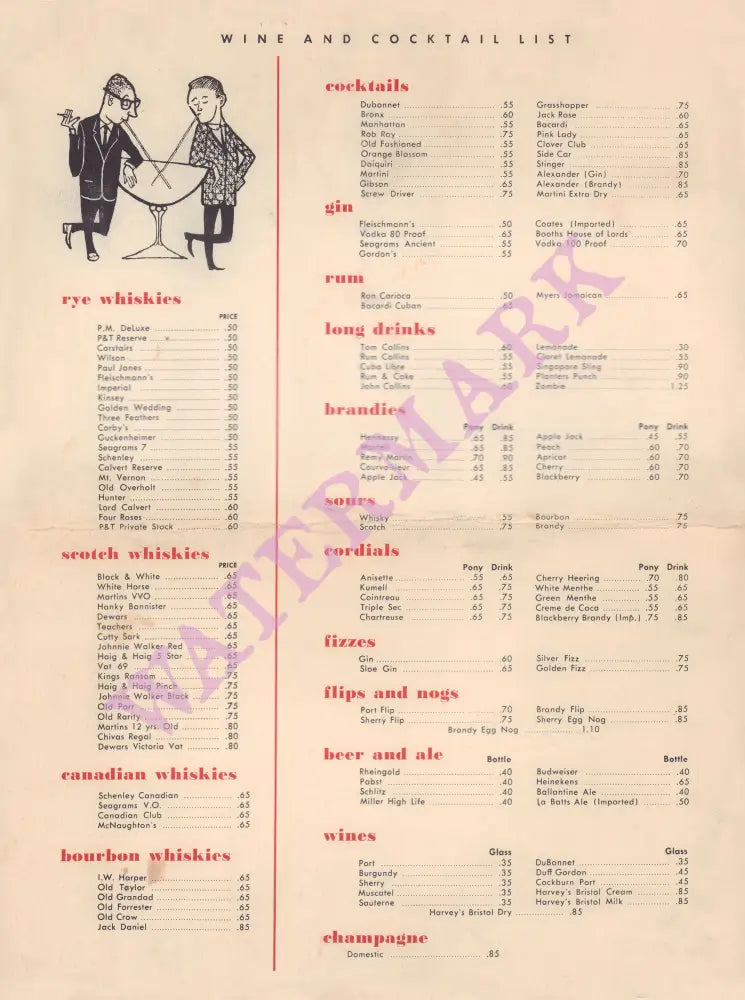 WINE AND COCKTAIL LIST
rye whiskies
PRICE
P.M. DeLuxe .50
P&T Reserve .50
Carstairs .50
Wilson .50
Paul Jones .50
Fleischmann's .50
Imperial .50
Kinsey .50
Golden Wedding .50
Three Feathers .50
Corby's .50
Guckenheimer .50
Seagrams 7 .55
Schenley .55
Calvert Reserve .55
Mt. Vernon .55
Old Overholt .55
Hunter .55
Lord Calvert .60
Four Roses .60
P&T Private Stock .60
scotch whiskies
PRICE
Black & White .65
White Horse .65
Martins VVO .65
Hanky Bannister .65
Dewars .65
Teachers .65
Cutty Sark .65
Johnnie Walker Red .65
Haig & Haig 5 Star .65
Vat 69 .65
Kings Ransom .75
Haig & Haig Pinch .75
Johnnie Walker Black .75
Old Parr .75
Old Rarity .75
Martins 12 yrs. Old .80
Chivas Regal .80
Dewars Victoria Vat .80
canadian whiskies
Schenley Canadian .65
Seagrams V.O. .65
Canadian Club .65
McNaughton's .65
bourbon whiskies
I.W. Harper .65
Old Taylor .65
Old Grandad .65
Old Forrester .65
Old Crow .65
Jack Daniel .85
cocktails
Dubonnet .55
Bronx .60
Manhattan .55
Rob Roy .75
Old Fashioned .55
Orange Blossom .55
Daiquiri .55
Martini .55
Gibson .65
Screw Driver .75
Grasshopper .75
Jack Rose .60
Bacardi .65
Pink Lady .65
Clover Club .65
Side Car .85
Stinger .85
Alexander (Gin) .70
Alexander (Brandy) .85
Martini Extra Dry .65
gin
Fleischmann's .50
Vodka 80 Proof .65
Seagrams Ancient .55
Gordon's .55
Coates (Imported) .65
Booths House of Lords .65
Vodka 100 Proof .70
rum
Ron Carioca .50
Bacardi Cuban .65
Myers Jamaican .65
long drinks
Tom Collins .60
Rum Collins .55
Cuba Libre .55
Rum & Coke .55
John Collins .60
Lemonade .30
Claret Lemonade .55
Singapore Sling .90
Planters Punch .90
Zombie 1.25
brandies
Pony Drink
Hennessy .65 .85
Martell .65 .85
Remy Martin .70 .90
Courvoiseur .65 .85
Apple Jack .45 .55
Pony Drink
Apple Jack .45 .55
Peach .60 .70
Apricot .60 .70
Cherry .60 .70
Blackberry .60 .70
sours
Whisky .55
Scotch .75
Bourbon .75
Brandy .75
cordials
Pony Drink
Anisette .55 .65
Kumell .65 .75
Cointreau .65 .75
Triple Sec .65 .75
Chartreuse .65 .75
Pony Drink
Cherry Heering .70 .80
White Menthe .55 .65
Green Menthe .55 .65
Creme de Coca .55 .65
Blackberry Brandy (Imp.) .75 .85
fizzes
Gin .60
Sloe Gin .65
Silver Fizz .75
Golden Fizz .75
flips and nogs
Port Flip .70
Sherry Flip .75
Brandy Flip .85
Sherry Egg Nog .85
Brandy Egg Nog 1.10
beer and ale
Bottle
Rheingold .40
Pabst .40
Schlitz .40
Miller High Life .40
Bottle
Budweiser .40
Heinekens .65
Ballantine Ale .40
La Batts Ale (Imported) .50
wines
Glass
Port .35
Burgundy .35
Sherry .35
Muscatel .35
Sauterne .35
Glass
DuBonnet .35
Duff Gordon .45
Cockburn Port .45
Harvey's Bristol Cream .85
Harvey's Bristol Milk .85
Harvey's Bristol Dry .85
champagne
Domestic .85
WATERMARK